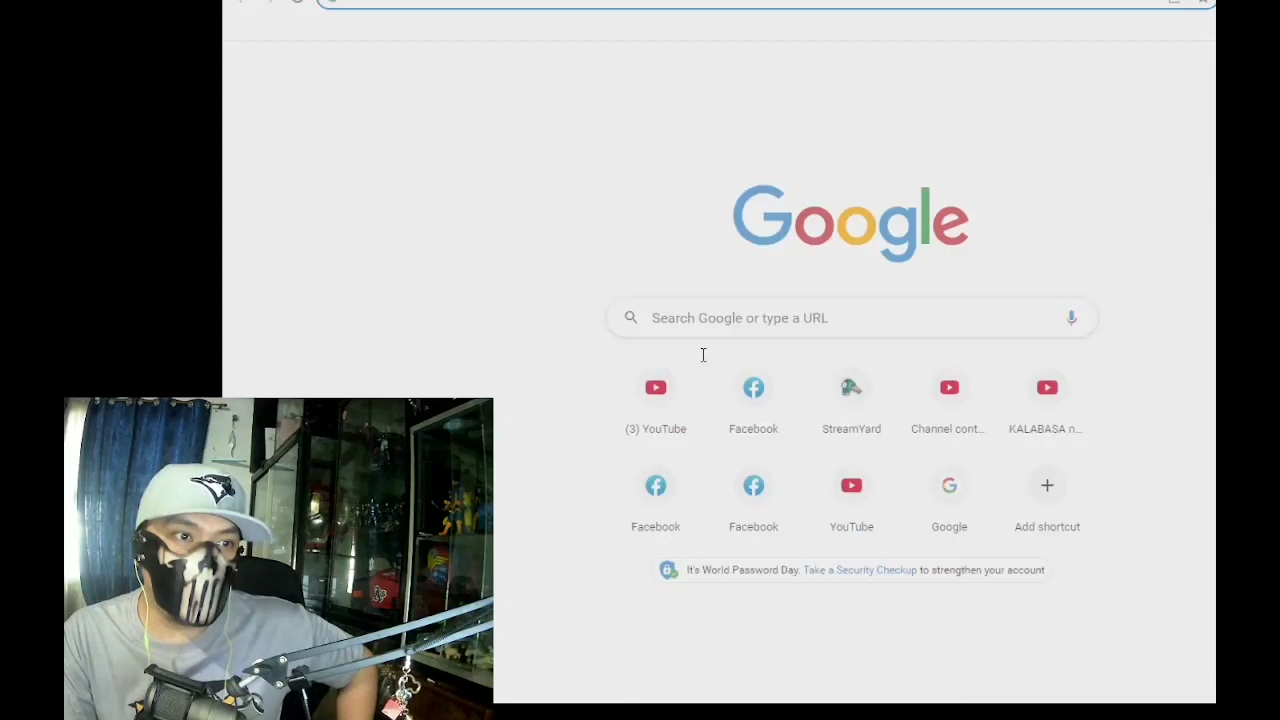 Google
Search Google or type a URL
(3) YouTube Facebook StreamYard Channel cont... KALABASA n...
Facebook Facebook YouTube Google Add shortcut
It's World Password Day. Take a Security Checkup to strengthen your account